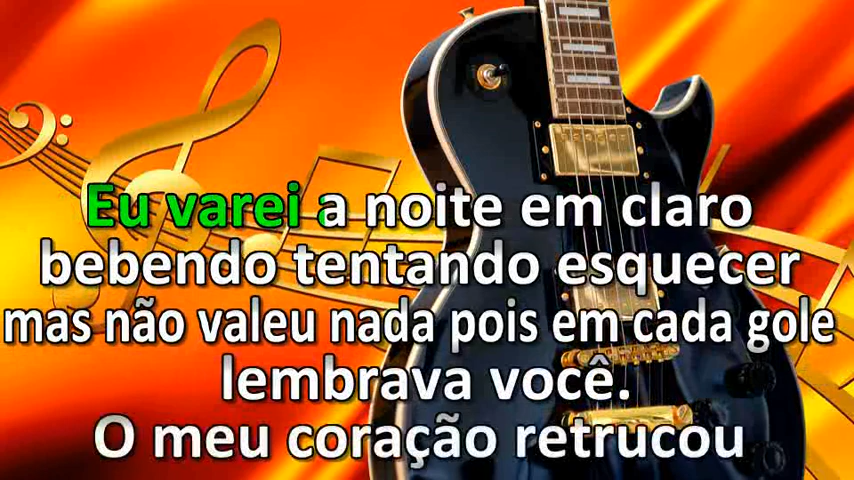 Eu varei a noite em claro
bebendo tentando esquecer
mas não valeu nada pois em cada gole
lembrava você.
O meu coração retrucou